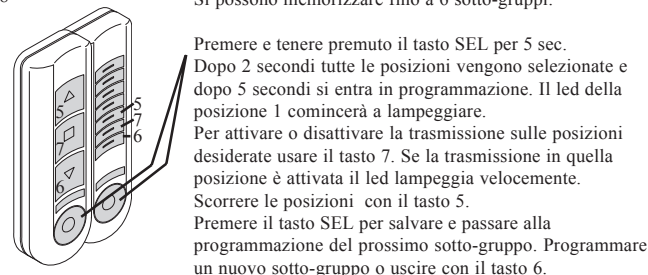 Si possono memorizzare fino a 6 sotto-gruppi.
Premere e tenere premuto il tasto SEL per 5 sec.
Dopo 2 secondi tutte le posizioni vengono selezionate e
dopo 5 secondi si entra in programmazione. Il led della
posizione 1 comincerà a lampeggiare.
Per attivare o disattivare la trasmissione sulle posizioni
desiderate usare il tasto 7. Se la trasmissione in quella
posizione è attivata il led lampeggia velocemente.
Scorrere le posizioni con il tasto 5.
Premere il tasto SEL per salvare e passare alla
programmazione del prossimo sotto-gruppo. Programmare
un nuovo sotto-gruppo o uscire con il tasto 6.
5
7
6
5
7
6